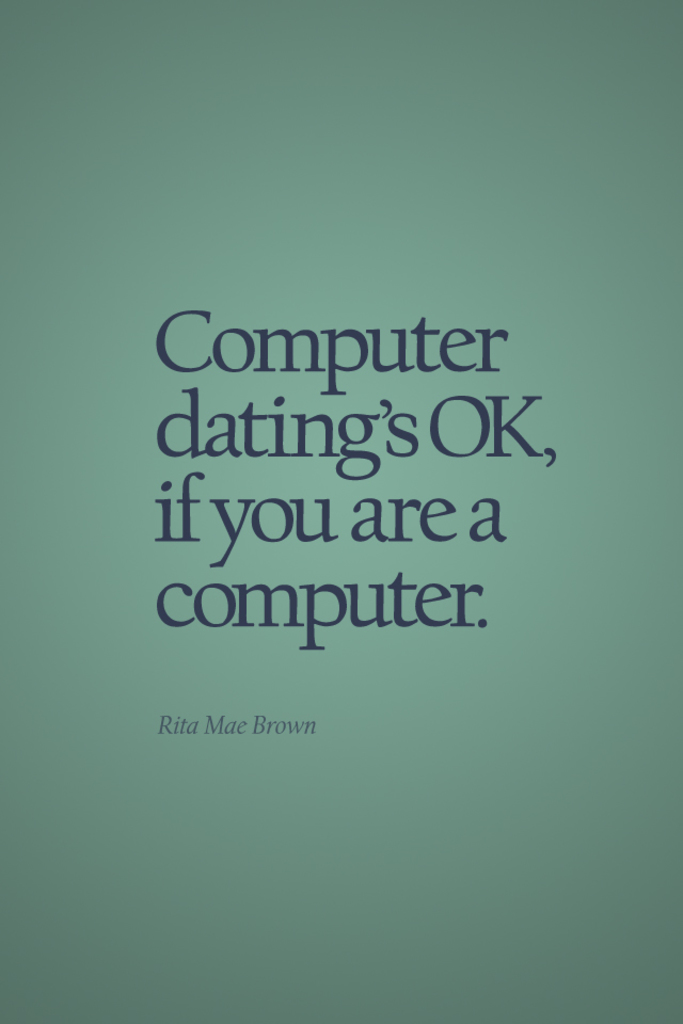 Computer
dating’s OK,
if you are a
computer.
Rita Mae Brown